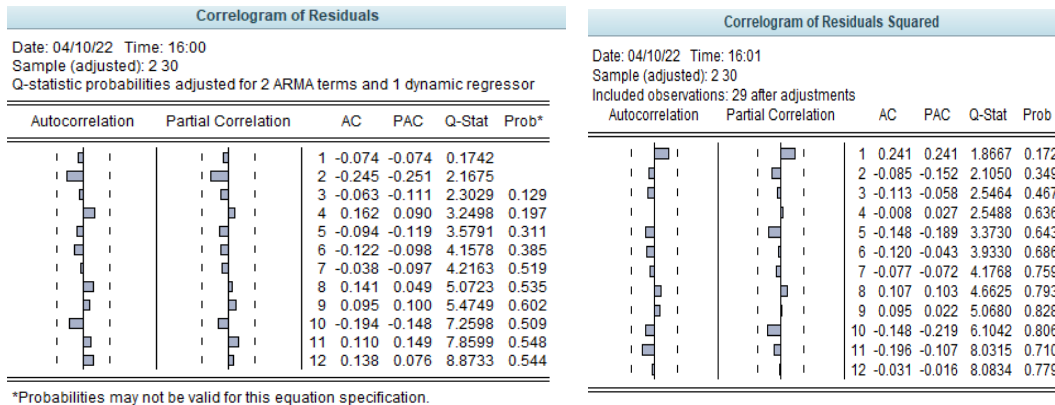 Correlogram of Residuals
Date: 04/10/22 Time: 16:00
Sample (adjusted): 2 30
Q-statistic probabilities adjusted for 2 ARMA terms and 1 dynamic regressor
Autocorrelation Partial Correlation AC PAC Q-Stat Prob*
1 -0.074 -0.074 0.1742
2 -0.245 -0.251 2.1675
3 -0.063 -0.111 2.3029 0.129
4 0.162 0.090 3.2498 0.197
5 -0.094 -0.119 3.5791 0.311
6 -0.122 -0.098 4.1578 0.385
7 -0.038 -0.097 4.2163 0.519
8 0.141 0.049 5.0723 0.535
9 0.095 0.100 5.4749 0.602
10 -0.194 -0.148 7.2598 0.509
11 0.110 0.149 7.8599 0.548
12 0.138 0.076 8.8733 0.544
*Probabilities may not be valid for this equation specification.
Correlogram of Residuals Squared
Date: 04/10/22 Time: 16:01
Sample (adjusted): 2 30
Included observations: 29 after adjustments
Autocorrelation Partial Correlation AC PAC Q-Stat Prob
1 0.241 0.241 1.8667 0.172
2 -0.085 -0.152 2.1050 0.349
3 -0.113 -0.058 2.5464 0.467
4 -0.008 0.027 2.5488 0.636
5 -0.148 -0.189 3.3730 0.643
6 -0.120 -0.043 3.9330 0.686
7 -0.077 -0.072 4.1768 0.759
8 0.107 0.103 4.6625 0.793
9 0.095 0.022 5.0680 0.828
10 -0.148 -0.219 6.1042 0.806
11 -0.196 -0.107 8.0315 0.710
12 -0.031 -0.016 8.0834 0.779